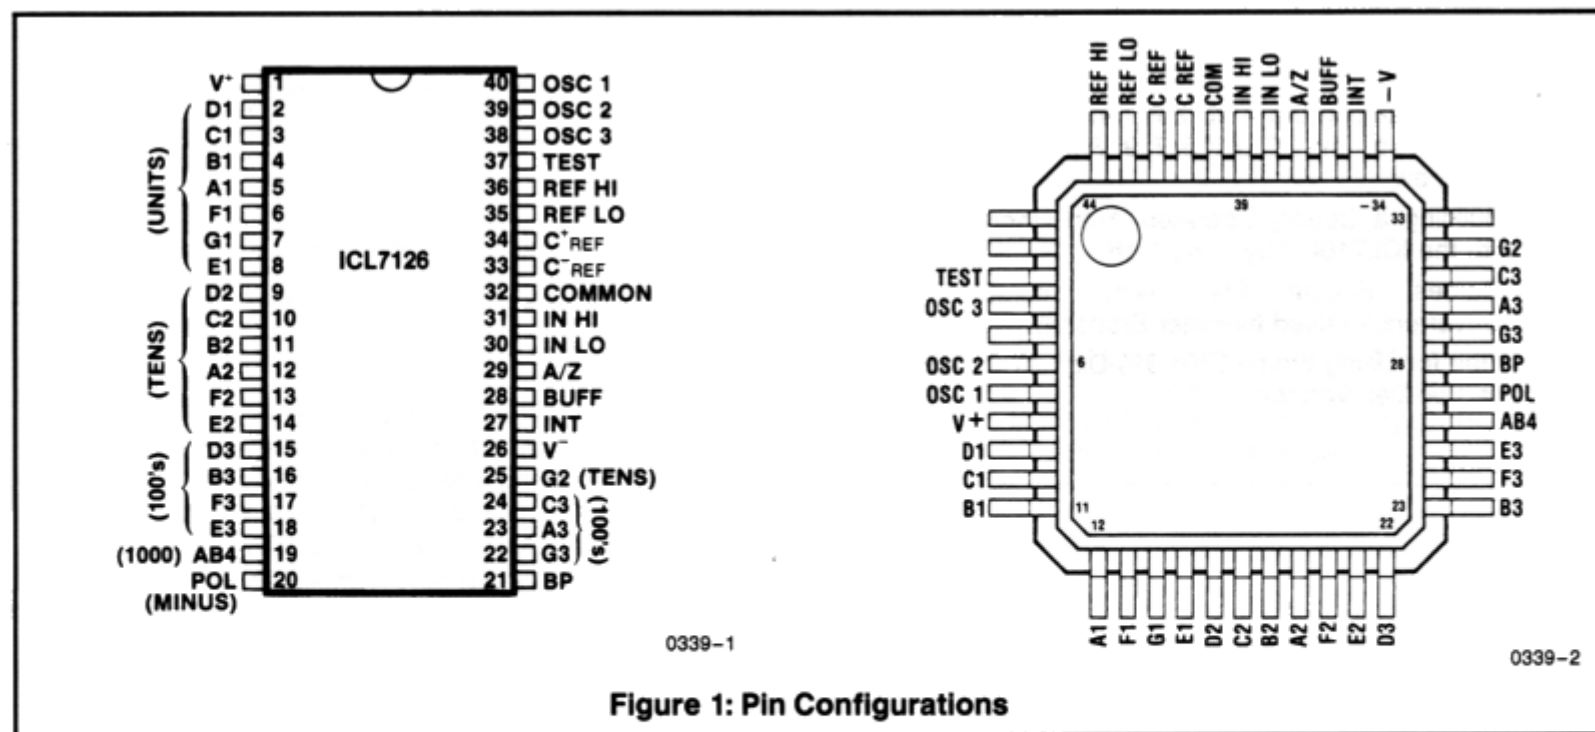 V+ 1 40 OSC 1
D1 2 39 OSC 2
C1 3 38 OSC 3
B1 4 37 TEST
A1 5 36 REF HI
F1 6 35 REF LO
G1 7 34 C+REF
E1 8 33 C−REF
D2 9 32 COMMON
C2 10 31 IN HI
B2 11 30 IN LO
A2 12 29 A/Z
F2 13 28 BUFF
E2 14 27 INT
D3 15 26 V−
B3 16 25 G2 (TENS)
F3 17 24 C3
E3 18 23 A3
(1000) AB4 19 22 G3
POL 20 21 BP
(MINUS)
(UNITS)
(TENS)
(100's)
(100's)
ICL7126
0339–1
REF HI
REF LO
C REF
C REF
COM
IN HI
IN LO
A/Z
BUFF
INT
–V
44 39 –34 33
TEST
OSC 3
OSC 2
OSC 1
V+
D1
C1
B1
6 28
11 23
12 22
G2
C3
A3
G3
BP
POL
AB4
E3
F3
B3
A1
F1
G1
E1
D2
C2
B2
A2
F2
E2
D3
0339–2
Figure 1: Pin Configurations